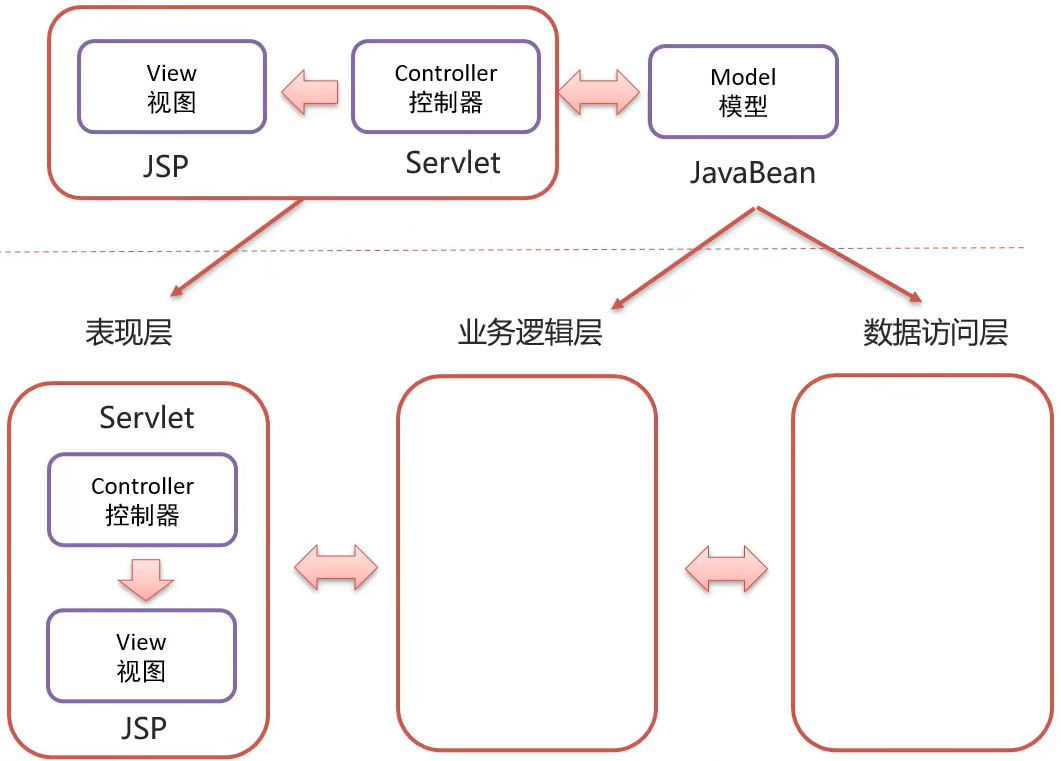 View
视图
JSP
Controller
控制器
Servlet
Model
模型
JavaBean
表现层
业务逻辑层
数据访问层
Servlet
Controller
控制器
View
视图
JSP